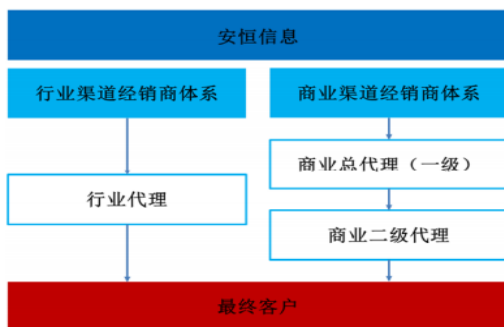 安恒信息
行业渠道经销商体系
商业渠道经销商体系
商业总代理（一级）
行业代理
商业二级代理
最终客户